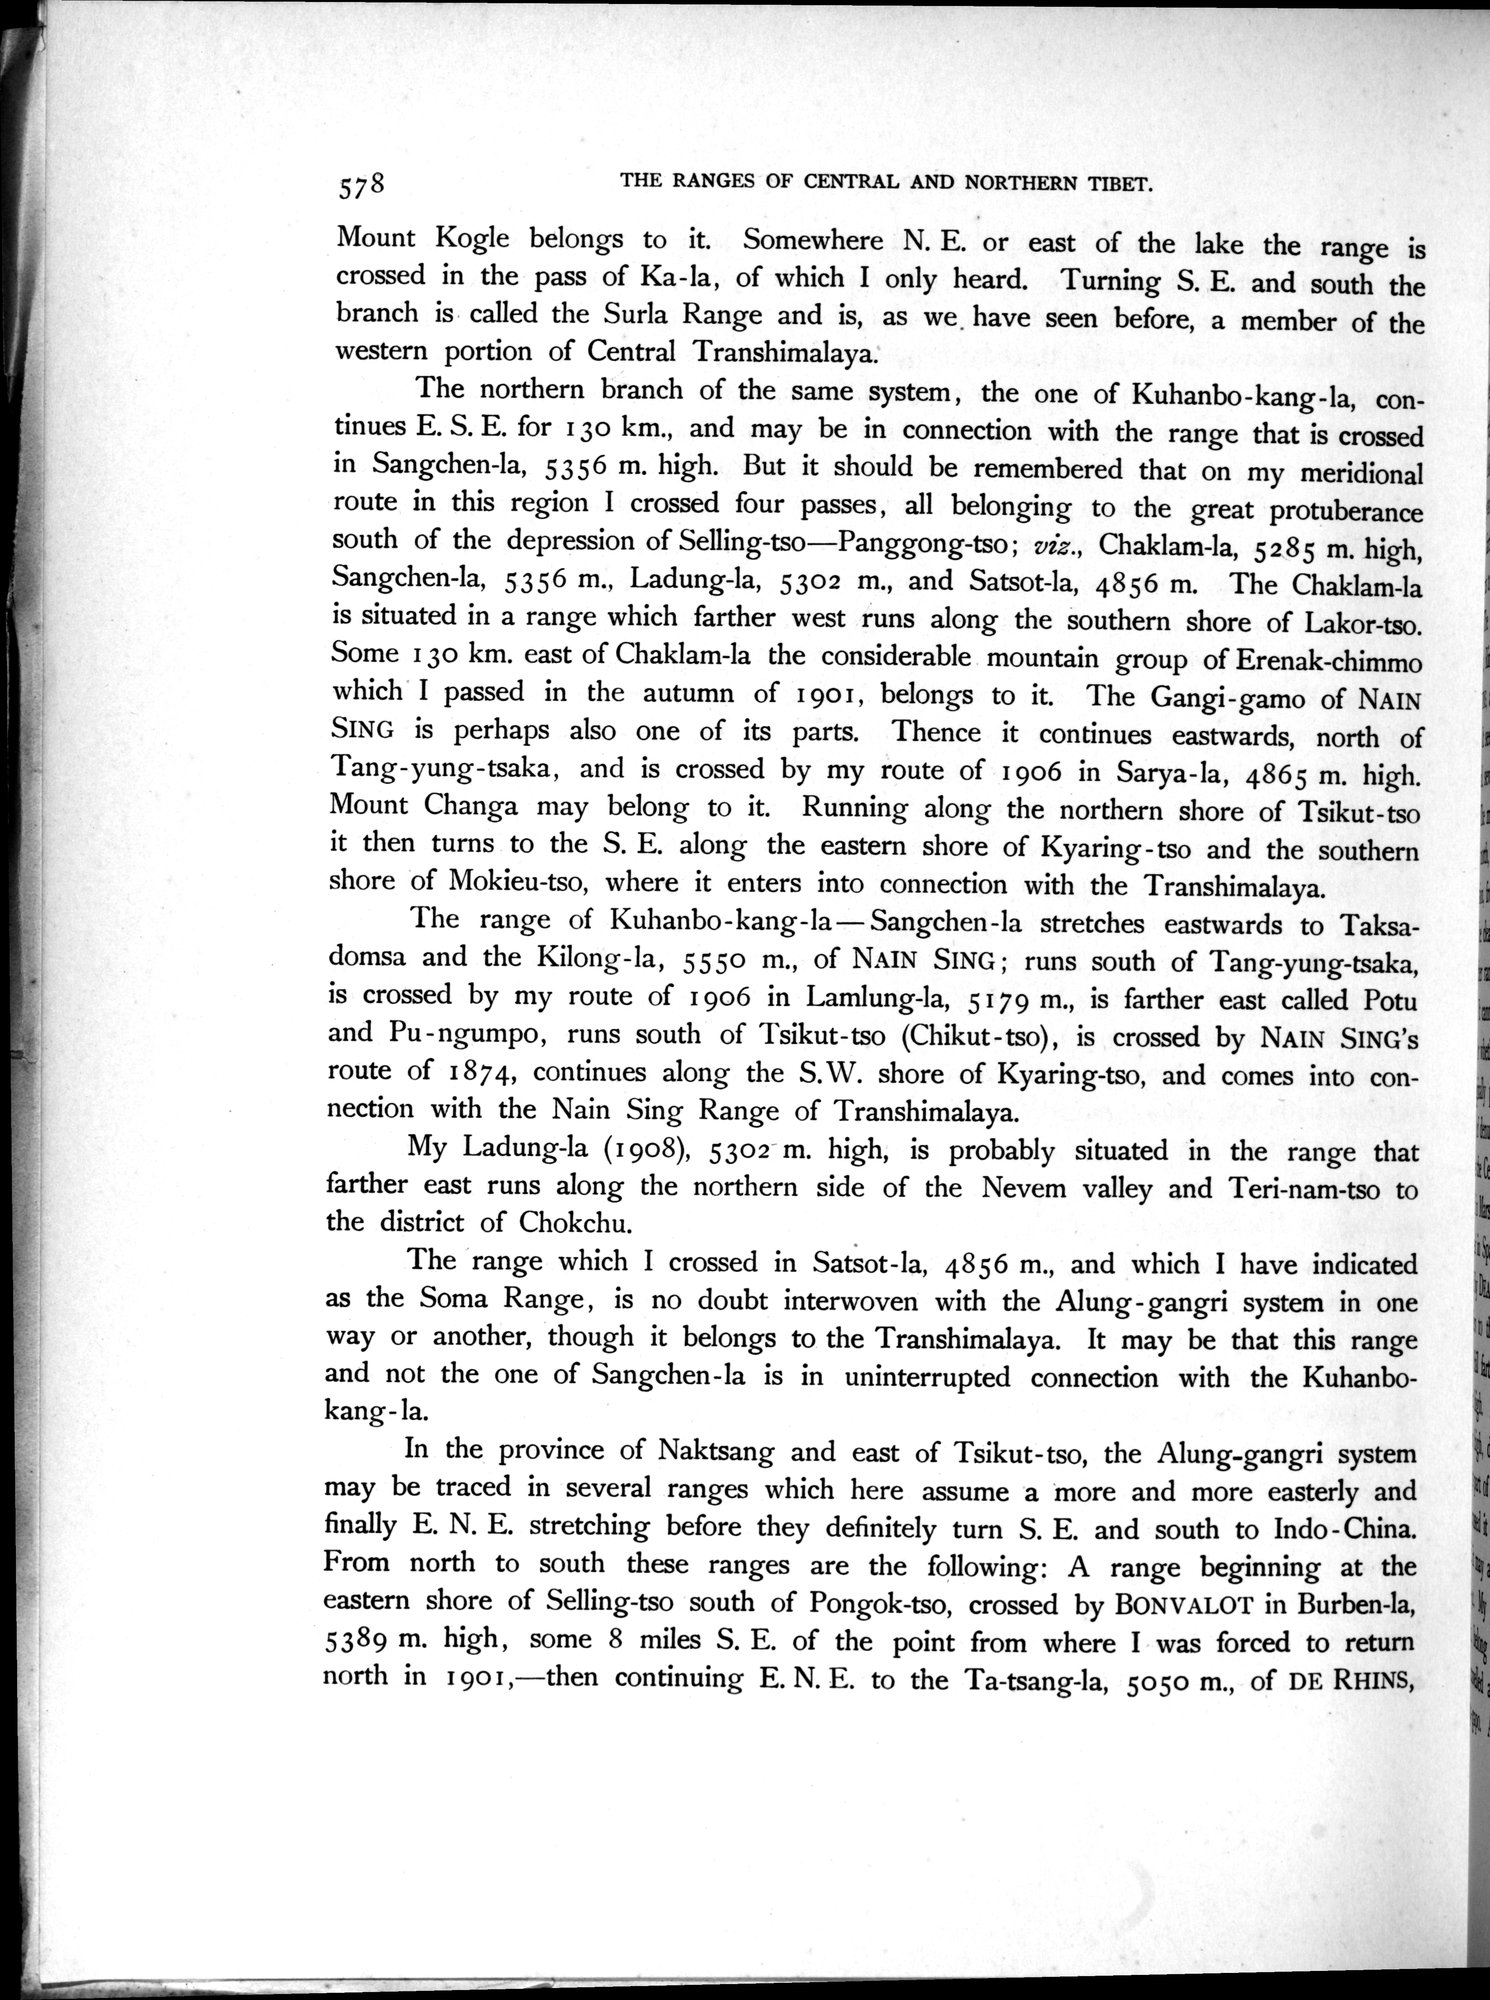 578
THE RANGES OF CENTRAL AND NORTHERN TIBET.
Mount Kogle belongs to it. Somewhere N. E. or east of the lake the range is
crossed in the pass of Ka-la, of which I only heard. Turning S. E. and south the
branch is called the Surla Range and is, as we have seen before, a member of the
western portion of Central Transhimalaya.
The northern branch of the same system, the one of Kuhanbo-kang-la, con-
tinues E. S. E. for 130 km., and may be in connection with the range that is crossed
in Sangchen-la, 5356 m. high. But it should be remembered that on my meridional
route in this region I crossed four passes, all belonging to the great protuberance
south of the depression of Selling-tso—Panggong-tso; viz., Chaklam-la, 5285 m. high,
Sangchen-la, 5356 m., Ladung-la, 5302 m., and Satsot-la, 4856 m. The Chaklam-la
is situated in a range which farther west runs along the southern shore of Lakor-tso.
Some 130 km. east of Chaklam-la the considerable mountain group of Erenak-chimmo
which I passed in the autumn of 1901, belongs to it. The Gangi-gamo of NAIN
SING is perhaps also one of its parts. Thence it continues eastwards, north of
Tang-yung-tsaka, and is crossed by my route of 1906 in Sarya-la, 4865 m. high.
Mount Changa may belong to it. Running along the northern shore of Tsikut-tso
it then turns to the S. E. along the eastern shore of Kyaring-tso and the southern
shore of Mokieu-tso, where it enters into connection with the Transhimalaya.
The range of Kuhanbo-kang-la—Sangchen-la stretches eastwards to Taksa-
domsa and the Kilong-la, 5550 m., of NAIN SING; runs south of Tang-yung-tsaka,
is crossed by my route of 1906 in Lamlung-la, 5179 m., is farther east called Potu
and Pu-ngumpo, runs south of Tsikut-tso (Chikut-tso), is crossed by NAIN SING's
route of 1874, continues along the S.W. shore of Kyaring-tso, and comes into con-
nection with the Nain Sing Range of Transhimalaya.
My Ladung-la (1908), 5302 m. high, is probably situated in the range that
farther east runs along the northern side of the Nevem valley and Teri-nam-tso to
the district of Chokchu.
The range which I crossed in Satsot-la, 4856 m., and which I have indicated
as the Soma Range, is no doubt interwoven with the Alung-gangri system in one
way or another, though it belongs to the Transhimalaya. It may be that this range
and not the one of Sangchen-la is in uninterrupted connection with the Kuhanbo-
kang-la.
In the province of Naktsang and east of Tsikut-tso, the Alung-gangri system
may be traced in several ranges which here assume a more and more easterly and
finally E. N. E. stretching before they definitely turn S. E. and south to Indo-China.
From north to south these ranges are the following: A range beginning at the
eastern shore of Selling-tso south of Pongok-tso, crossed by BONVALOT in Burben-la,
5389 m. high, some 8 miles S. E. of the point from where I was forced to return
north in 1901,—then continuing E. N. E. to the Ta-tsang-la, 5050 m., of DE RHINS,